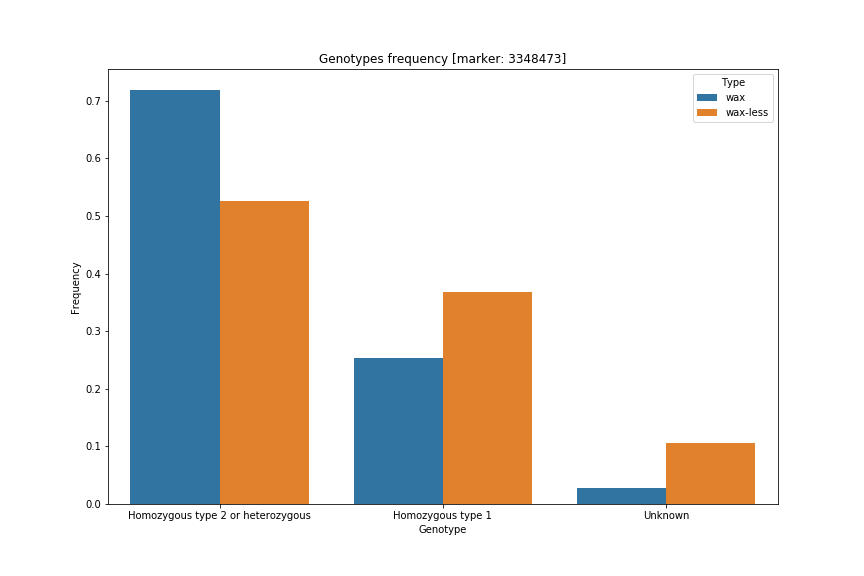 Genotypes frequency [marker: 3348473]
Type
wax
wax-less
0.7
0.6
0.5
0.4
0.3
0.2
0.1
0.0
Frequency
Homozygous type 2 or heterozygous
Homozygous type 1
Unknown
Genotype